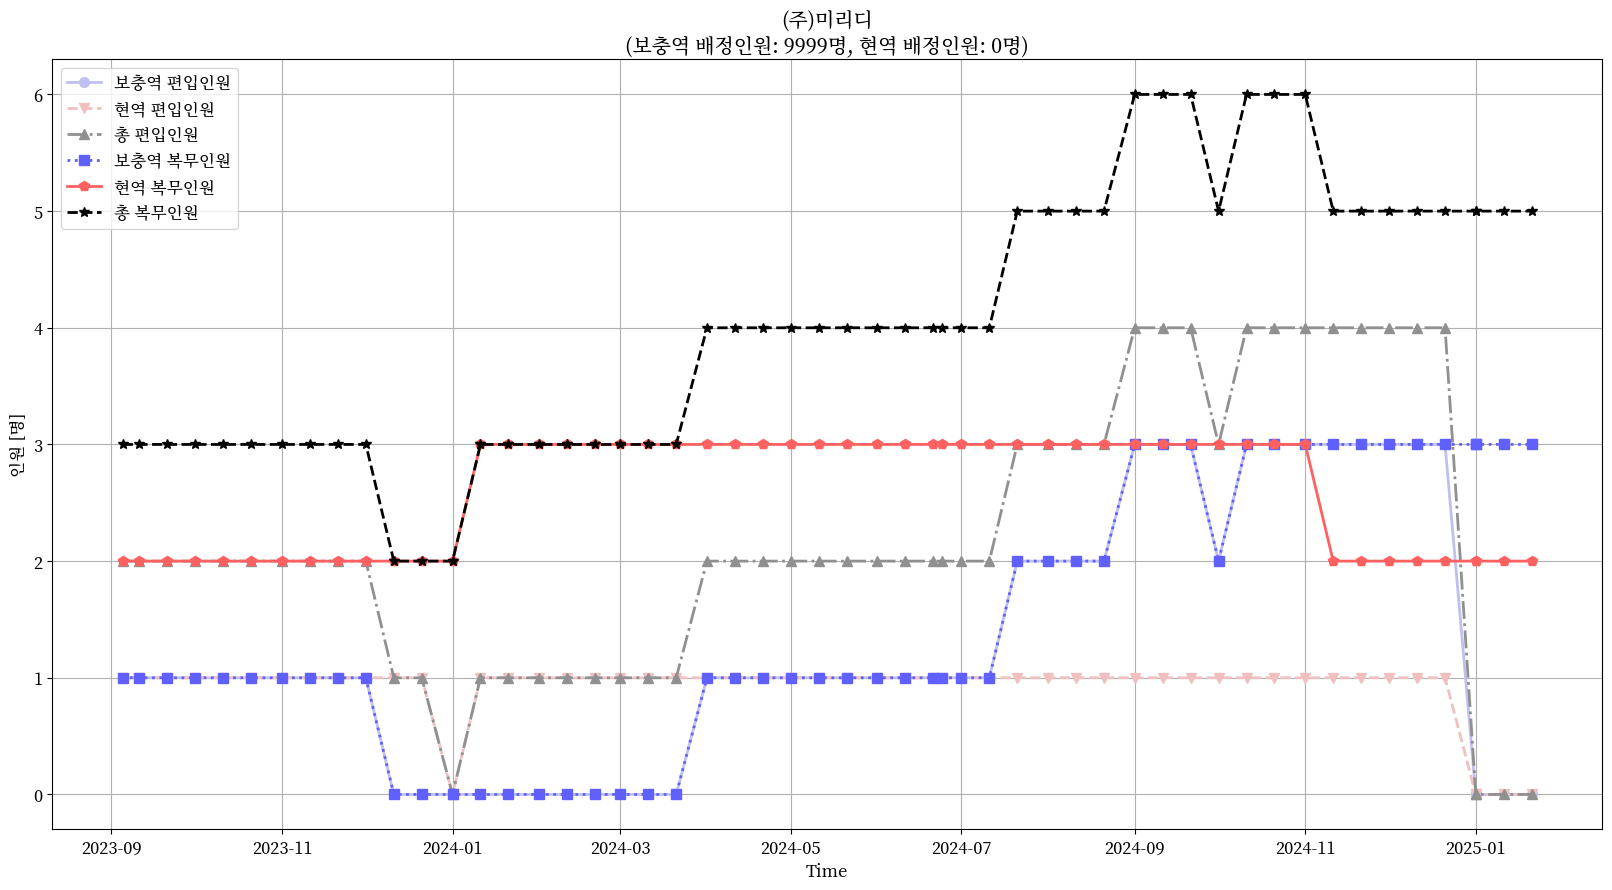 (주)미리디
(보충역 배정인원: 9999명, 현역 배정인원: 0명)
보충역 편입인원
현역 편입인원
총 편입인원
보충역 복무인원
현역 복무인원
총 복무인원
인원 [명]
6
5
4
3
2
1
0
2023-09 2023-11 2024-01 2024-03 2024-05 2024-07 2024-09 2024-11 2025-01
Time